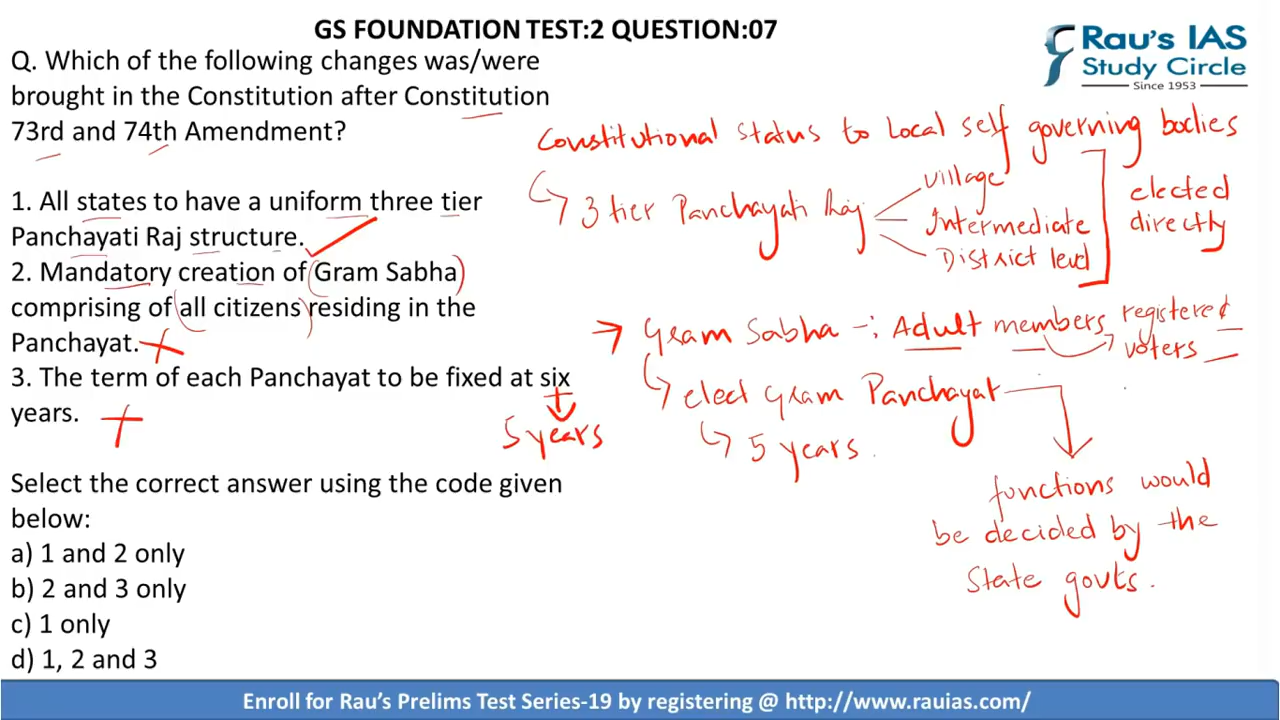 GS FOUNDATION TEST:2 QUESTION:07
Rau's IAS
Study Circle
Since 1953
Q. Which of the following changes was/were
brought in the Constitution after Constitution
73rd and 74th Amendment?
1. All states to have a uniform three tier
Panchayati Raj structure.
2. Mandatory creation of (Gram Sabha)
comprising of (all citizens) residing in the
Panchayat.
3. The term of each Panchayat to be fixed at six
years.
5 years
Select the correct answer using the code given
below:
a) 1 and 2 only
b) 2 and 3 only
c) 1 only
d) 1, 2 and 3
Constitutional status to Local self governing bodies
3 tier Panchayati Raj
Village
Intermediate
District level
elected
directly
Gram Sabha -: Adult members registered
voters
elect Gram Panchayat
5 years.
functions would
be decided by the
State govts.
Enroll for Rau's Prelims Test Series-19 by registering @ http://www.rauias.com/